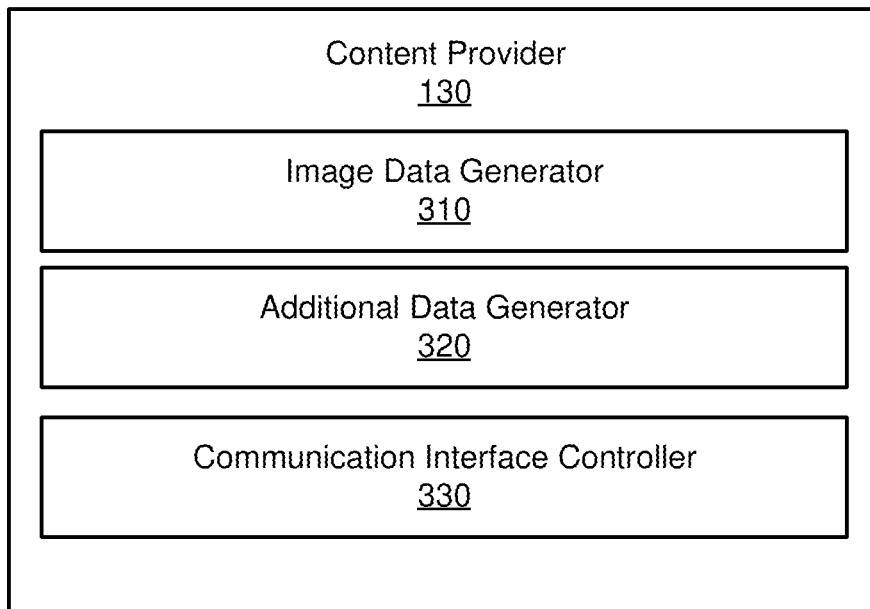 Content Provider
130
Image Data Generator
310
Additional Data Generator
320
Communication Interface Controller
330